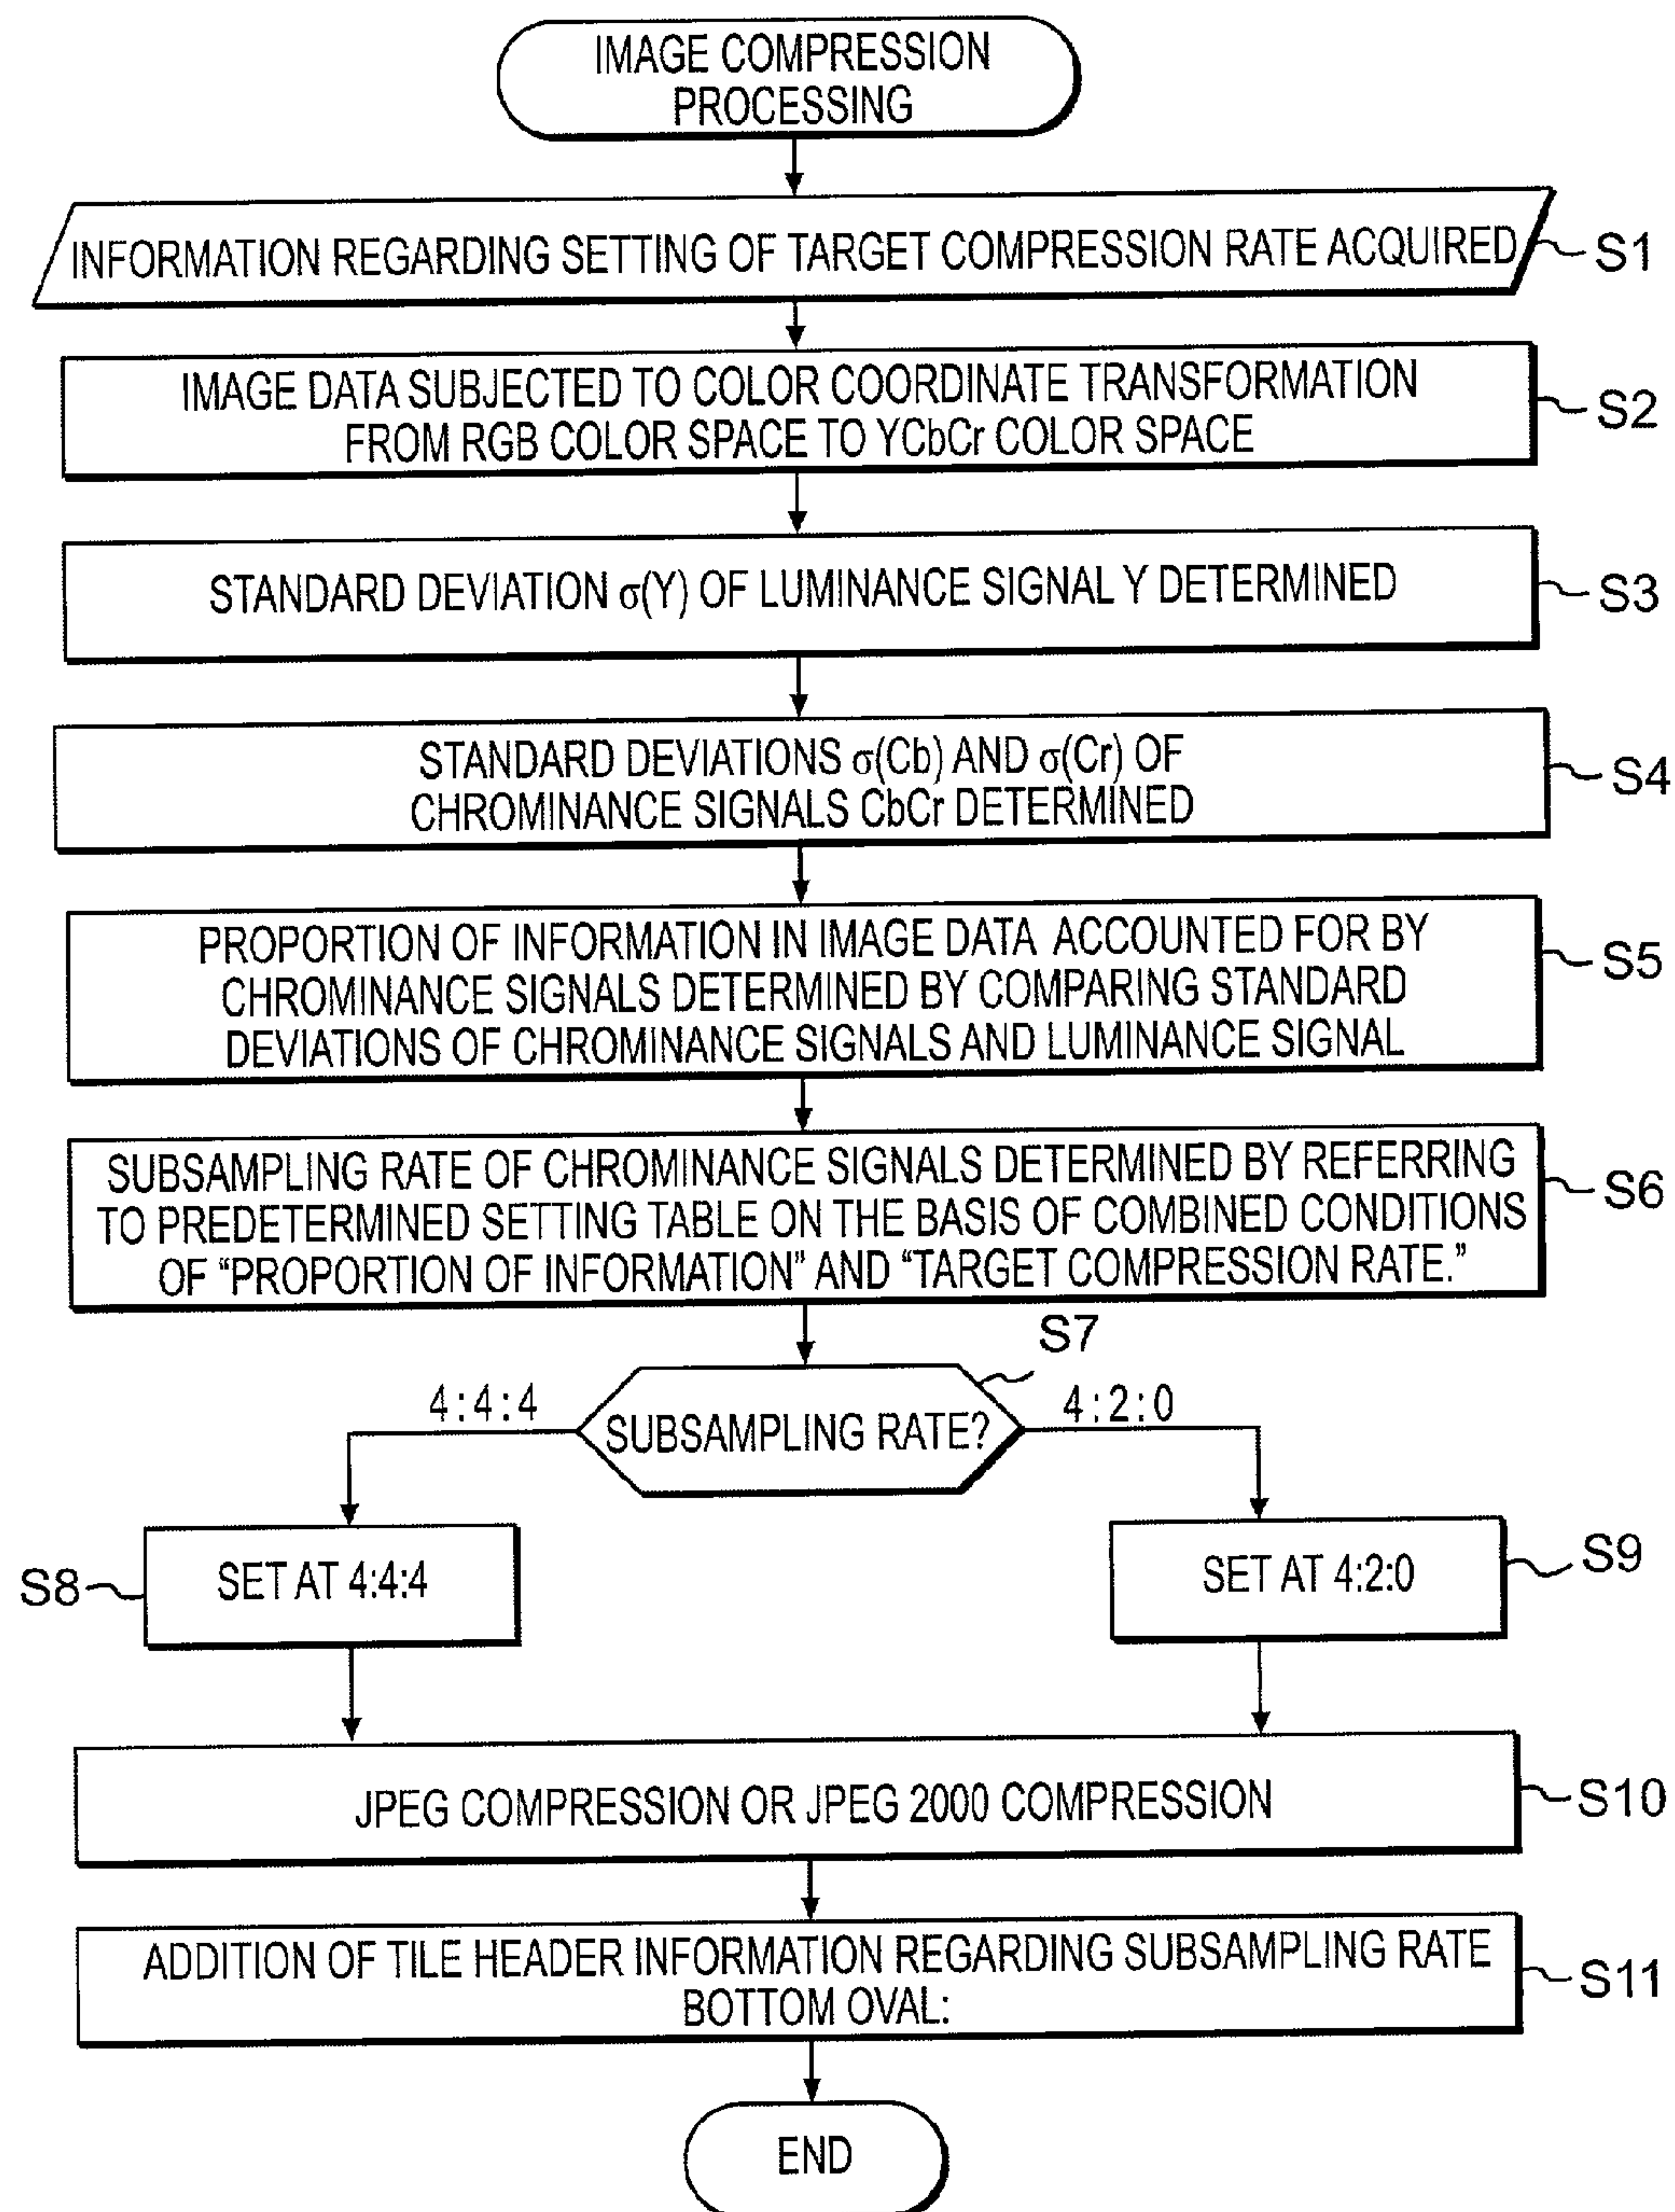 IMAGE COMPRESSION
PROCESSING
INFORMATION REGARDING SETTING OF TARGET COMPRESSION RATE ACQUIRED
S1
IMAGE DATA SUBJECTED TO COLOR COORDINATE TRANSFORMATION
FROM RGB COLOR SPACE TO YCbCr COLOR SPACE
S2
STANDARD DEVIATION σ(Y) OF LUMINANCE SIGNAL Y DETERMINED
S3
STANDARD DEVIATIONS σ(Cb) AND σ(Cr) OF
CHROMINANCE SIGNALS CbCr DETERMINED
S4
PROPORTION OF INFORMATION IN IMAGE DATA ACCOUNTED FOR BY
CHROMINANCE SIGNALS DETERMINED BY COMPARING STANDARD
DEVIATIONS OF CHROMINANCE SIGNALS AND LUMINANCE SIGNAL
S5
SUBSAMPLING RATE OF CHROMINANCE SIGNALS DETERMINED BY REFERRING
TO PREDETERMINED SETTING TABLE ON THE BASIS OF COMBINED CONDITIONS
OF “PROPORTION OF INFORMATION” AND “TARGET COMPRESSION RATE.”
S6
S7
4:4:4
SUBSAMPLING RATE?
4:2:0
S8
SET AT 4:4:4
SET AT 4:2:0
S9
JPEG COMPRESSION OR JPEG 2000 COMPRESSION
S10
ADDITION OF TILE HEADER INFORMATION REGARDING SUBSAMPLING RATE
BOTTOM OVAL:
S11
END